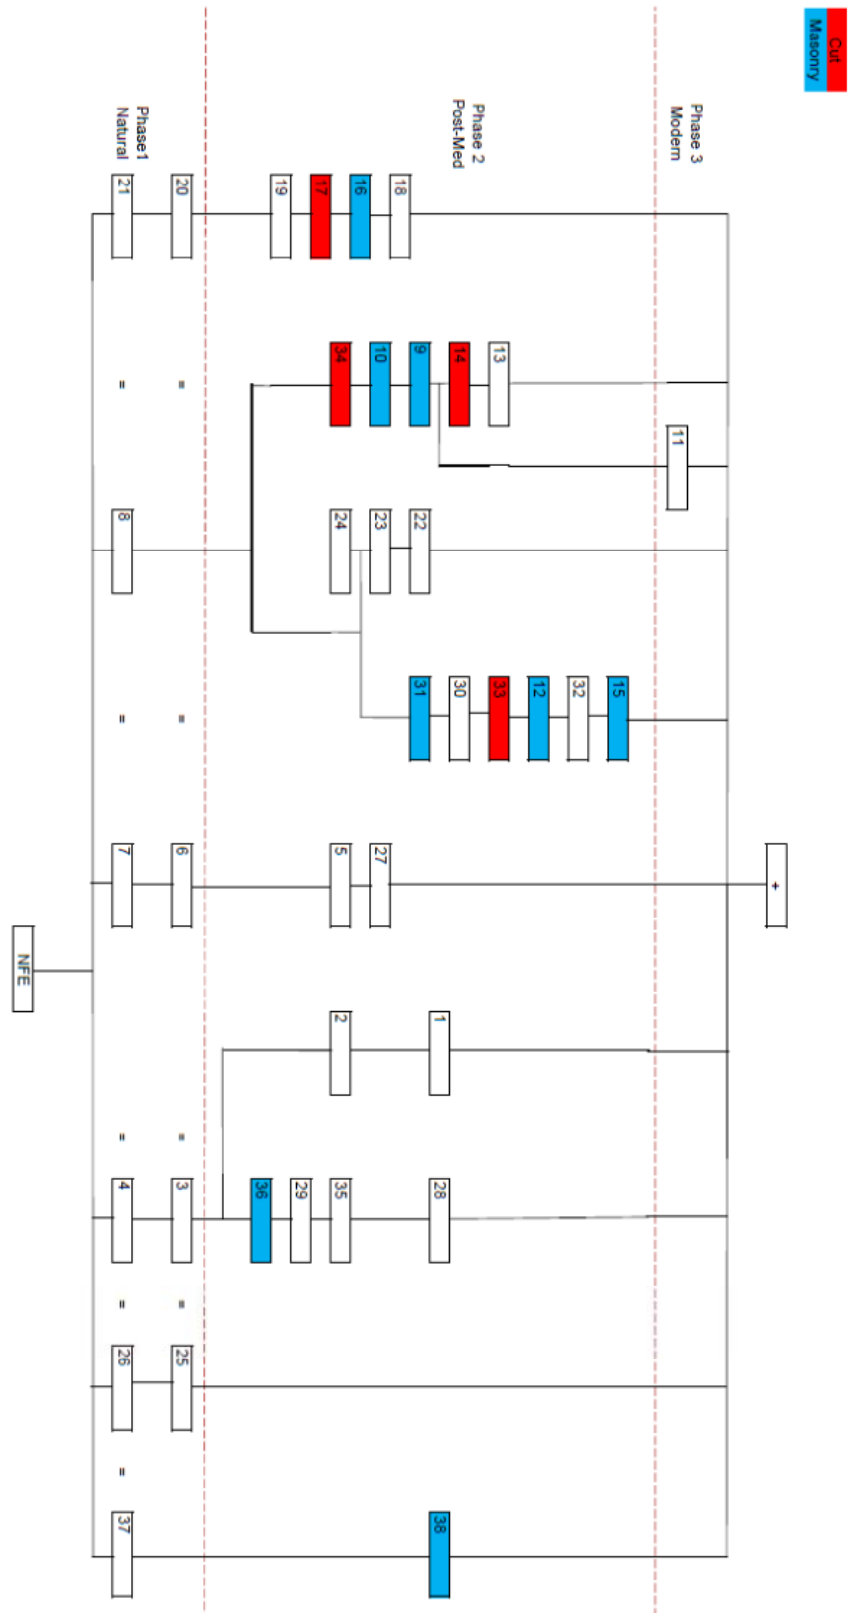 Cut
Masonry
+
Phase 3
Modern
11
15
32
12
13 33
Phase 2
Post-Med
14 30
1 28 38
9 22 31
18
10 23 27
16
34 24 5 2 35
17
29
19
36
20 = = 6 = 3 = 25
Phase1
Natural
21 = 8 = 7 = 4 = 26 = 37
NFE